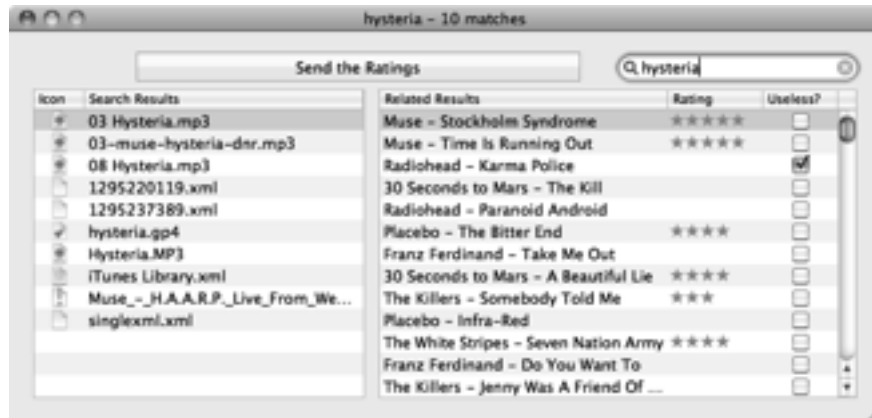 hysteria – 10 matches
Send the Ratings
hysteria
Icon Search Results
03 Hysteria.mp3
03-muse-hysteria-dnr.mp3
08 Hysteria.mp3
1295220119.xml
1295237389.xml
hysteria.gp4
Hysteria.MP3
iTunes Library.xml
Muse_-_H.A.A.R.P._Live_From_We...
singlexml.xml
Related Results Rating Useless?
Muse – Stockholm Syndrome ★★★★★
Muse – Time Is Running Out ★★★★★
Radiohead – Karma Police
30 Seconds to Mars – The Kill
Radiohead – Paranoid Android
Placebo – The Bitter End ★★★★
Franz Ferdinand – Take Me Out
30 Seconds to Mars – A Beautiful Lie ★★★★
The Killers – Somebody Told Me ★★★
Placebo – Infra-Red
The White Stripes – Seven Nation Army ★★★★
Franz Ferdinand – Do You Want To
The Killers – Jenny Was A Friend Of ...